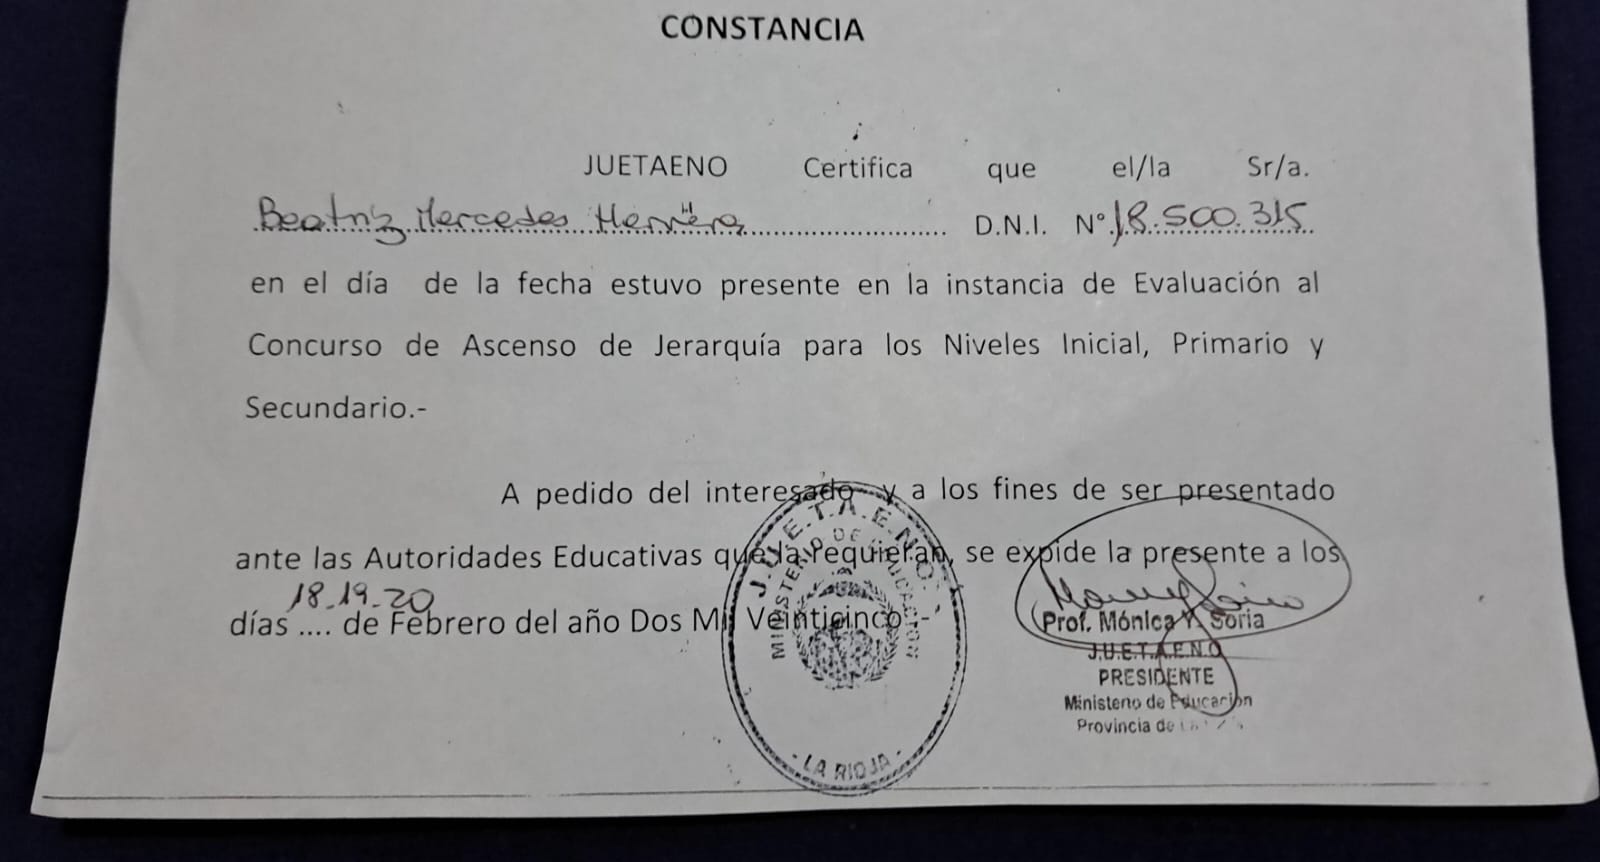 CONSTANCIA
JUETAENO Certifica que el/la Sr/a.
Beatriz Mercedes Herrera D.N.I. Nº 18.500.315
en el día de la fecha estuvo presente en la instancia de Evaluación al
Concurso de Ascenso de Jerarquía para los Niveles Inicial, Primario y
Secundario.-
A pedido del interesado y a los fines de ser presentado
ante las Autoridades Educativas que la requieran, se expide la presente a los
18-19-20
días .... de Febrero del año Dos Mil Veinticinco.-
J.U.E.T.A.E.N.O.
MINISTERIO DE EDUCACION
- LA RIOJA -
Prof. Mónica Y. Soria
J.U.E.T.A.E.N.O
PRESIDENTE
Ministerio de Educación
Provincia de